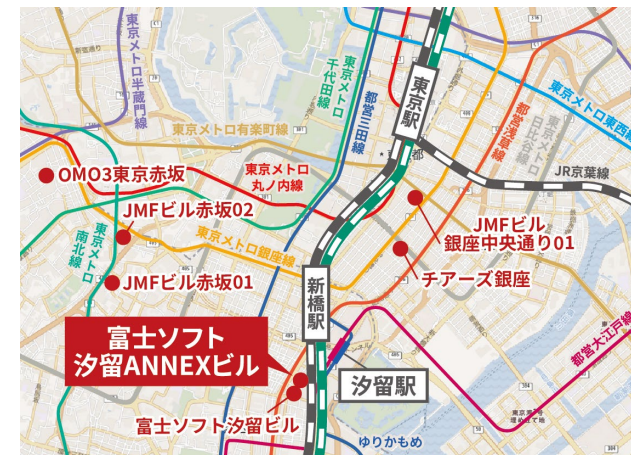 東京メトロ半蔵門線
東京メトロ
千代田線
都営三田線
東京駅
都営浅草線
東京メトロ
日比谷線
東京メトロ東西線
東京メトロ有楽町線
JR京葉線
OMO3東京赤坂
東京メトロ
丸ノ内線
JMFビル赤坂02
東京メトロ
南北線
東京メトロ銀座線
JMFビル
銀座中央通り01
チアーズ銀座
JMFビル赤坂01
新橋駅
富士ソフト
汐留ANNEXビル
汐留駅
都営大江戸線
富士ソフト汐留ビル
ゆりかもめ